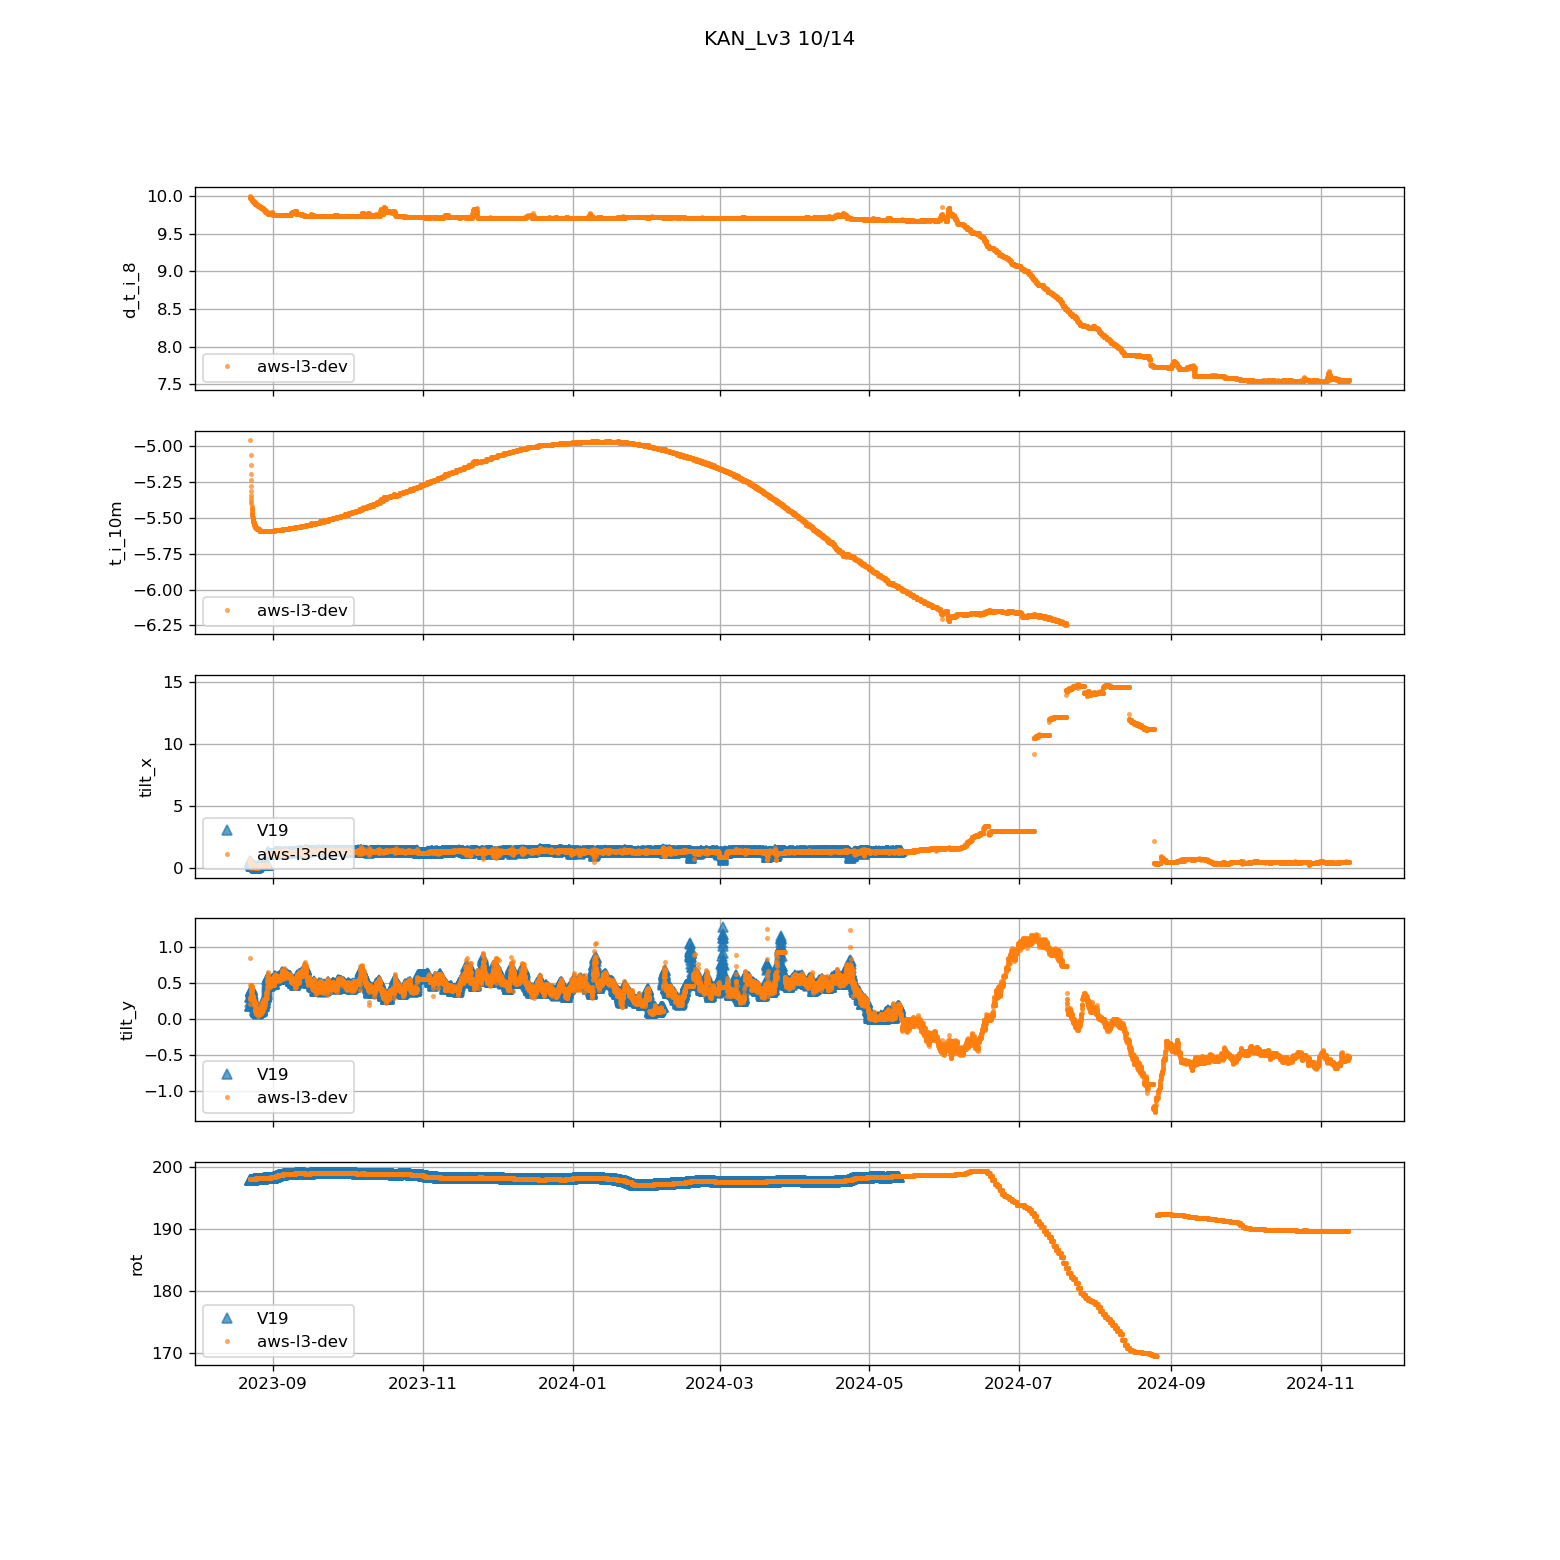 KAN_Lv3 10/14
10.0
9.5
9.0
8.5
8.0
7.5
d_t_i_8
aws-l3-dev
−5.00
−5.25
−5.50
−5.75
−6.00
−6.25
t_i_10m
aws-l3-dev
15
10
5
0
tilt_x
V19
aws-l3-dev
1.0
0.5
0.0
−0.5
−1.0
tilt_y
V19
aws-l3-dev
200
190
180
170
rot
V19
aws-l3-dev
2023-09 2023-11 2024-01 2024-03 2024-05 2024-07 2024-09 2024-11